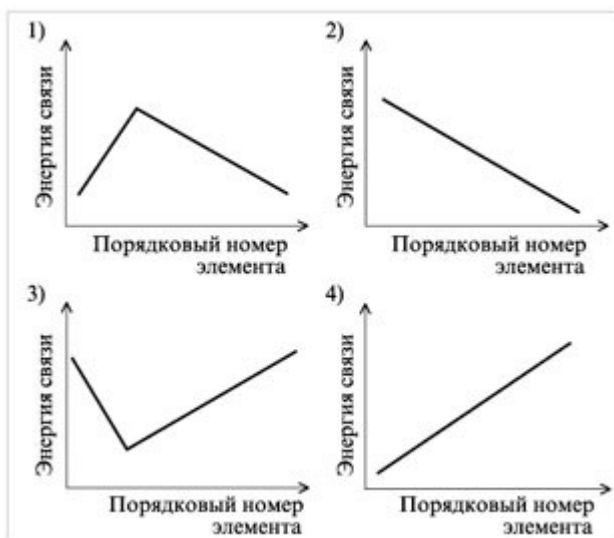 1)
Энергия связи
Порядковый номер
элемента
2)
Энергия связи
Порядковый номер
элемента
3)
Энергия связи
Порядковый номер
элемента
4)
Энергия связи
Порядковый номер
элемента